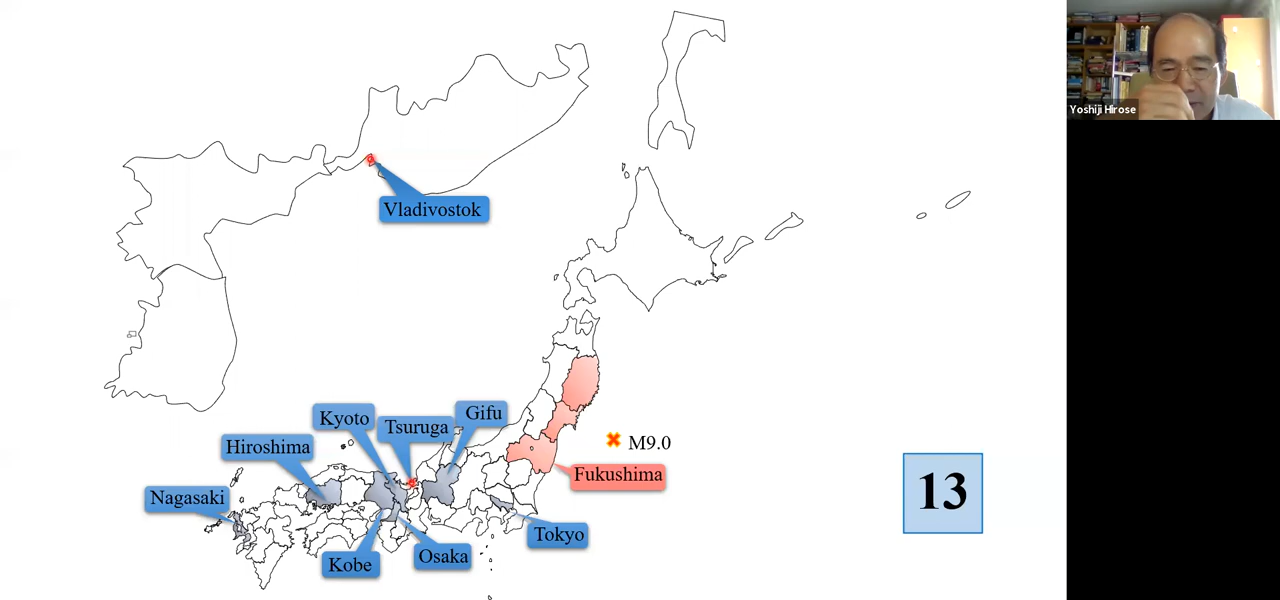 Yoshiji Hirose
Vladivostok
Kyoto
Tsuruga
Gifu
Hiroshima
M9.0
Fukushima
Nagasaki
13
Tokyo
Kobe
Osaka